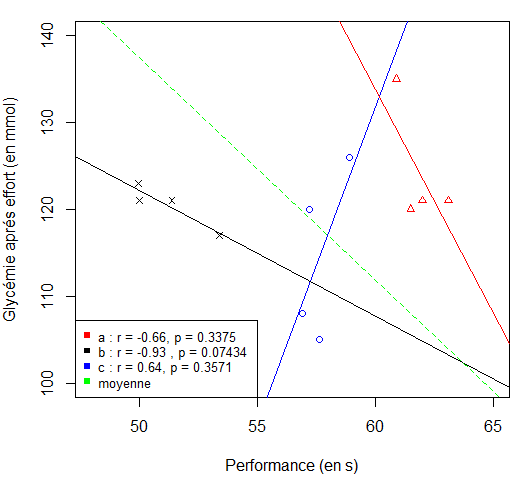 Glycémie après effort (en mmol)
140
130
120
110
100
a : r = -0.66, p = 0.3375
b : r = -0.93 , p = 0.07434
c : r = 0.64, p = 0.3571
moyenne
50
55
60
65
Performance (en s)